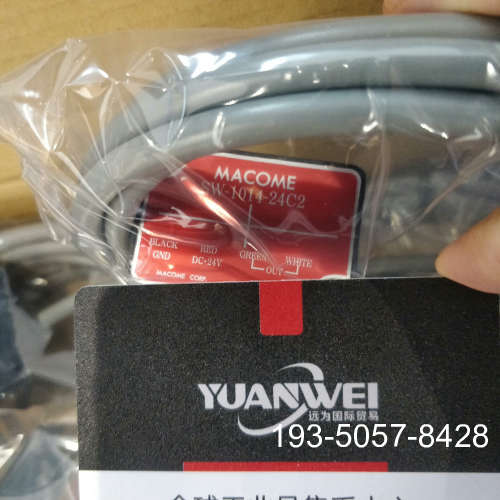 MACOME
SW-1014-24C2
BLACK RED GREEN WHITE
GND DC+24V OUT
MACOME CORP.
YUANWEI
远为国际贸易
193-5057-8428